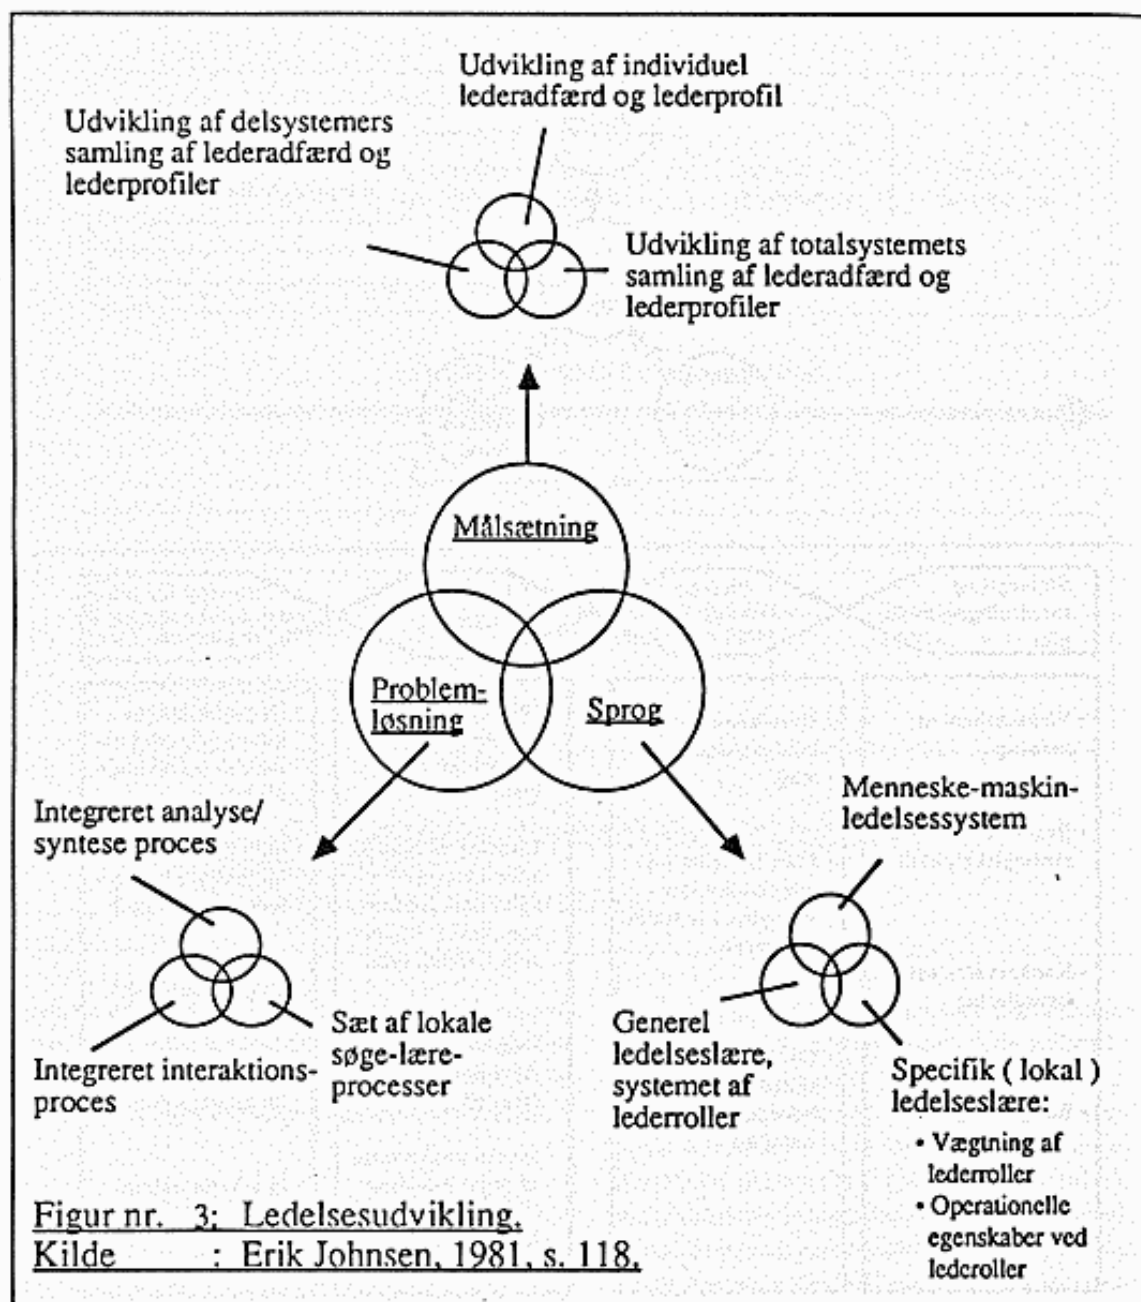 Udvikling af individuel
lederadfærd og lederprofil
Udvikling af delsystemers
samling af lederadfærd og
lederprofiler
Udvikling af totalsystemets
samling af lederadfærd og
lederprofiler
Målsætning
Problem-
løsning
Sprog
Integreret analyse/
syntese proces
Integreret interaktions-
proces
Sæt af lokale
søge-lære-
processer
Menneske-maskin-
ledelsessystem
Generel
ledelseslære,
systemet af
lederroller
Specifik ( lokal )
ledelseslære:
• Vægtning af
lederroller
• Operationelle
egenskaber ved
lederoller
Figur nr. 3: Ledelsesudvikling.
Kilde : Erik Johnsen, 1981, s. 118.